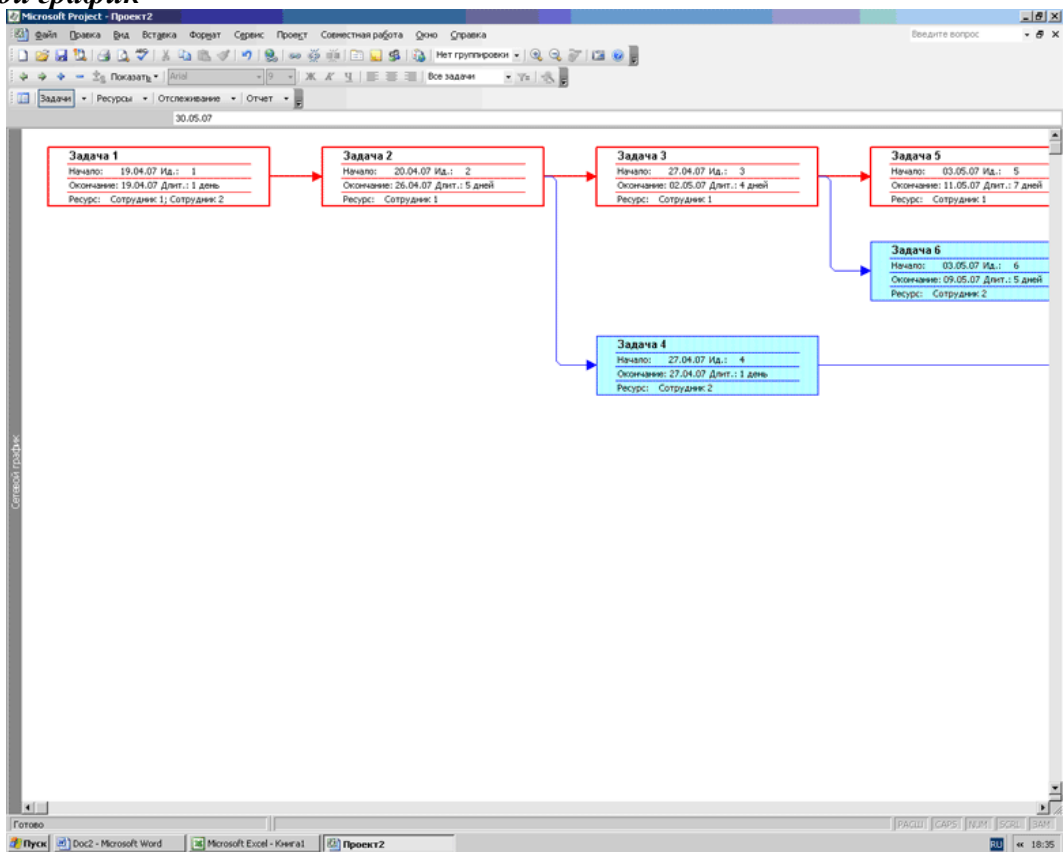 график
Microsoft Project - Проект2
Файл Правка Вид Вставка Формат Сервис Проект Совместная работа Окно Справка Введите вопрос
Нет группировки
Показать Arial 9 Ж К Ч Все задачи
Задачи Ресурсы Отслеживание Отчет
30.05.07
Задача 1
Начало: 19.04.07 Ид.: 1
Окончание: 19.04.07 Длит.: 1 день
Ресурс: Сотрудник 1; Сотрудник 2
Задача 2
Начало: 20.04.07 Ид.: 2
Окончание: 26.04.07 Длит.: 5 дней
Ресурс: Сотрудник 1
Задача 3
Начало: 27.04.07 Ид.: 3
Окончание: 02.05.07 Длит.: 4 дней
Ресурс: Сотрудник 1
Задача 5
Начало: 03.05.07 Ид.: 5
Окончание: 11.05.07 Длит.: 7 дней
Ресурс: Сотрудник 1
Задача 6
Начало: 03.05.07 Ид.: 6
Окончание: 09.05.07 Длит.: 5 дней
Ресурс: Сотрудник 2
Задача 4
Начало: 27.04.07 Ид.: 4
Окончание: 27.04.07 Длит.: 1 день
Ресурс: Сотрудник 2
Сетевой график
Готово РАСШ CAPS NUM SCRL ЗАМ
Пуск Doc2 - Microsoft Word Microsoft Excel - Книга1 Проект2 RU « 18:35